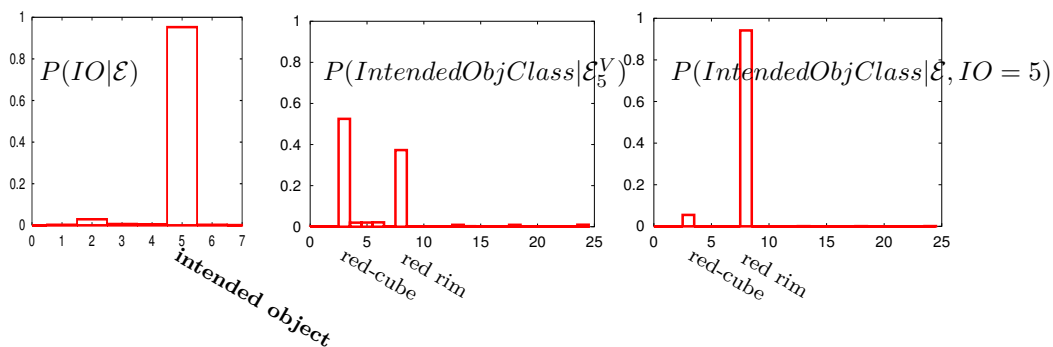 1
0.8
0.6
0.4
0.2
0
0 1 2 3 4 5 6 7
P(IO|ℰ)
intended object
1
0.8
0.6
0.4
0.2
0
0 5 10 15 20 25
P(IntendedObjClass|ℰ₅ⱽ)
red-cube
red rim
1
0.8
0.6
0.4
0.2
0
0 5 10 15 20 25
P(IntendedObjClass|ℰ, IO = 5)
red-cube
red rim